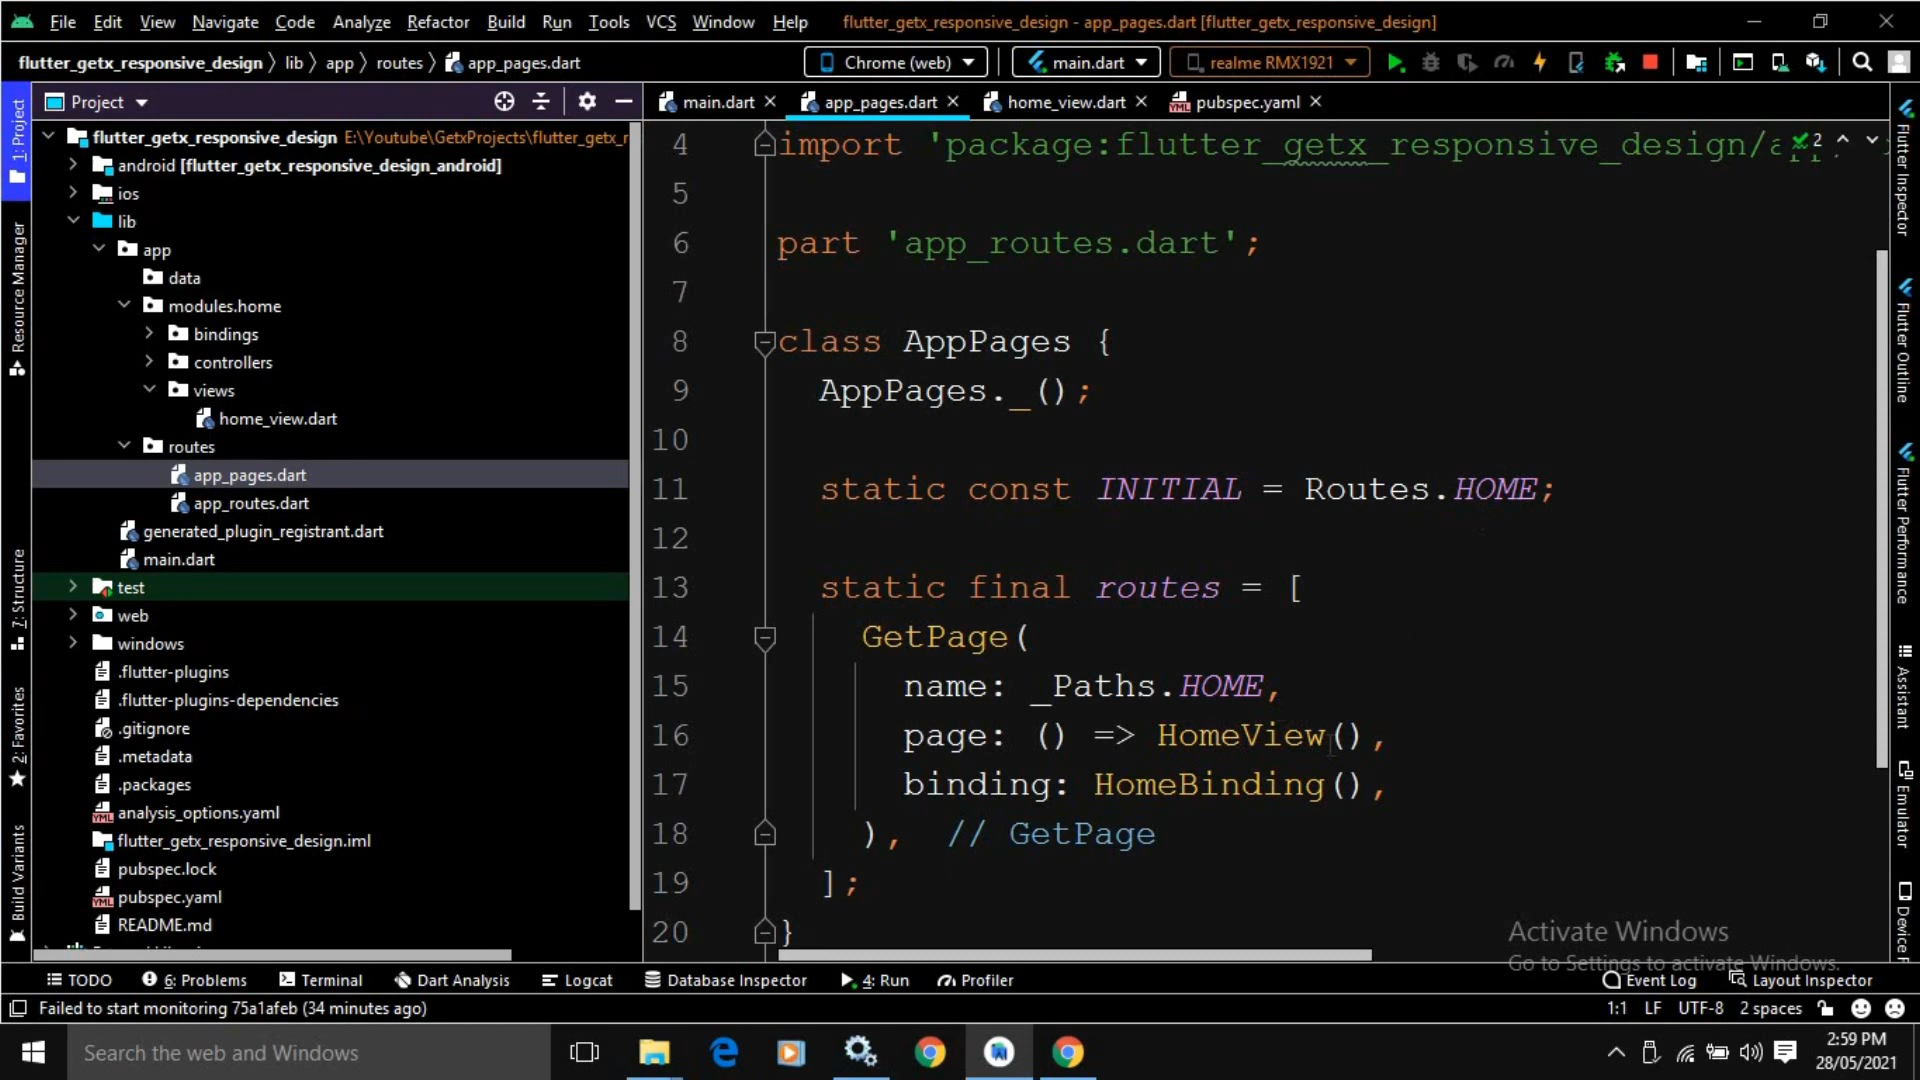 File Edit View Navigate Code Analyze Refactor Build Run Tools VCS Window Help flutter_getx_responsive_design - app_pages.dart [flutter_getx_responsive_design]
flutter_getx_responsive_design lib app routes app_pages.dart Chrome (web) main.dart realme RMX1921
Project main.dart app_pages.dart home_view.dart pubspec.yaml
1: Project
Resource Manager
7: Structure
2: Favorites
Build Variants
flutter_getx_responsive_design E:\Youtube\GetxProjects\flutter_getx_r
android [flutter_getx_responsive_design_android]
ios
lib
app
data
modules.home
bindings
controllers
views
home_view.dart
routes
app_pages.dart
app_routes.dart
generated_plugin_registrant.dart
main.dart
test
web
windows
.flutter-plugins
.flutter-plugins-dependencies
.gitignore
.metadata
.packages
analysis_options.yaml
flutter_getx_responsive_design.iml
pubspec.lock
pubspec.yaml
README.md
4 import 'package:flutter_getx_responsive_design/ 2
5
6 part 'app_routes.dart';
7
8 class AppPages {
9 AppPages._();
10
11 static const INITIAL = Routes.HOME;
12
13 static final routes = [
14 GetPage(
15 name: _Paths.HOME,
16 page: () => HomeView(),
17 binding: HomeBinding(),
18 ), // GetPage
19 ];
20 }
Flutter Inspector
Flutter Outline
Flutter Performance
Assistant
Emulator
Device F
Activate Windows
Go to Settings to activate Windows.
TODO 6: Problems Terminal Dart Analysis Logcat Database Inspector 4: Run Profiler Event Log Layout Inspector
Failed to start monitoring 75a1afeb (34 minutes ago) 1:1 LF UTF-8 2 spaces
Search the web and Windows
2:59 PM
28/05/2021